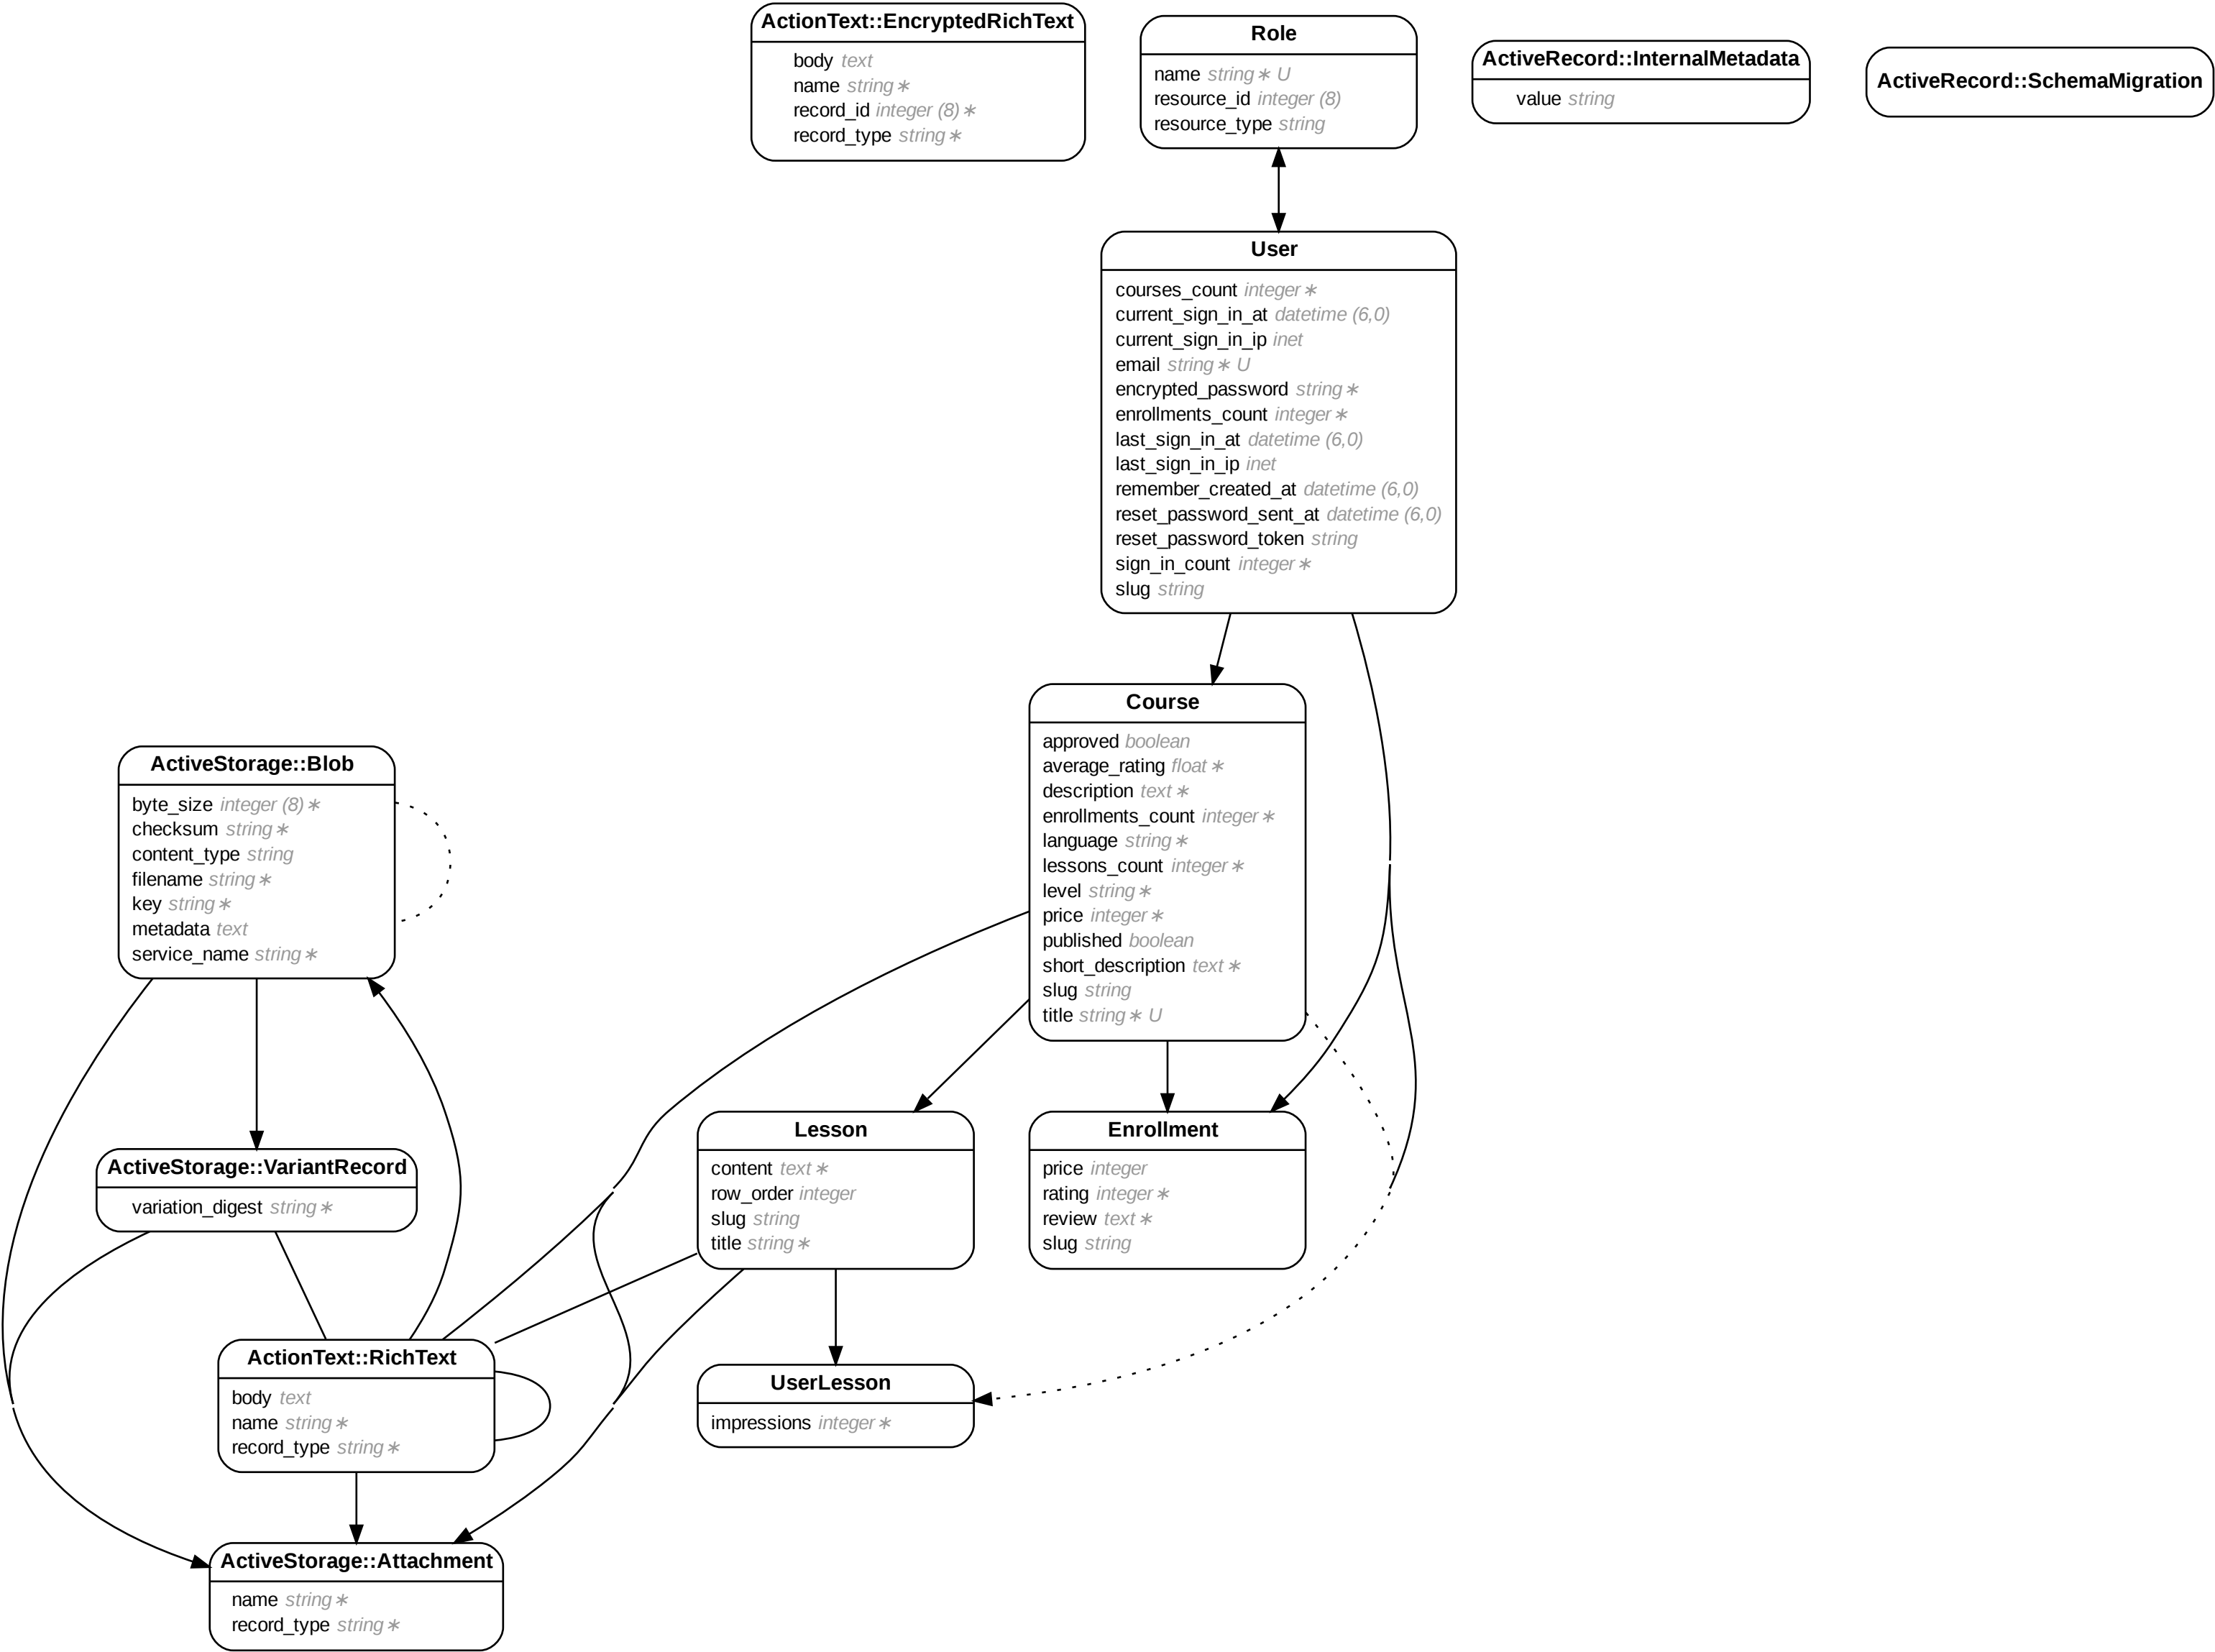 ActionText::EncryptedRichText
body text
name string ∗
record_id integer (8) ∗
record_type string ∗
Role
name string ∗ U
resource_id integer (8)
resource_type string
ActiveRecord::InternalMetadata
value string
ActiveRecord::SchemaMigration
User
courses_count integer ∗
current_sign_in_at datetime (6,0)
current_sign_in_ip inet
email string ∗ U
encrypted_password string ∗
enrollments_count integer ∗
last_sign_in_at datetime (6,0)
last_sign_in_ip inet
remember_created_at datetime (6,0)
reset_password_sent_at datetime (6,0)
reset_password_token string
sign_in_count integer ∗
slug string
Course
approved boolean
average_rating float ∗
description text ∗
enrollments_count integer ∗
language string ∗
lessons_count integer ∗
level string ∗
price integer ∗
published boolean
short_description text ∗
slug string
title string ∗ U
ActiveStorage::Blob
byte_size integer (8) ∗
checksum string ∗
content_type string
filename string ∗
key string ∗
metadata text
service_name string ∗
Lesson
content text ∗
row_order integer
slug string
title string ∗
Enrollment
price integer
rating integer ∗
review text ∗
slug string
ActiveStorage::VariantRecord
variation_digest string ∗
ActionText::RichText
body text
name string ∗
record_type string ∗
UserLesson
impressions integer ∗
ActiveStorage::Attachment
name string ∗
record_type string ∗